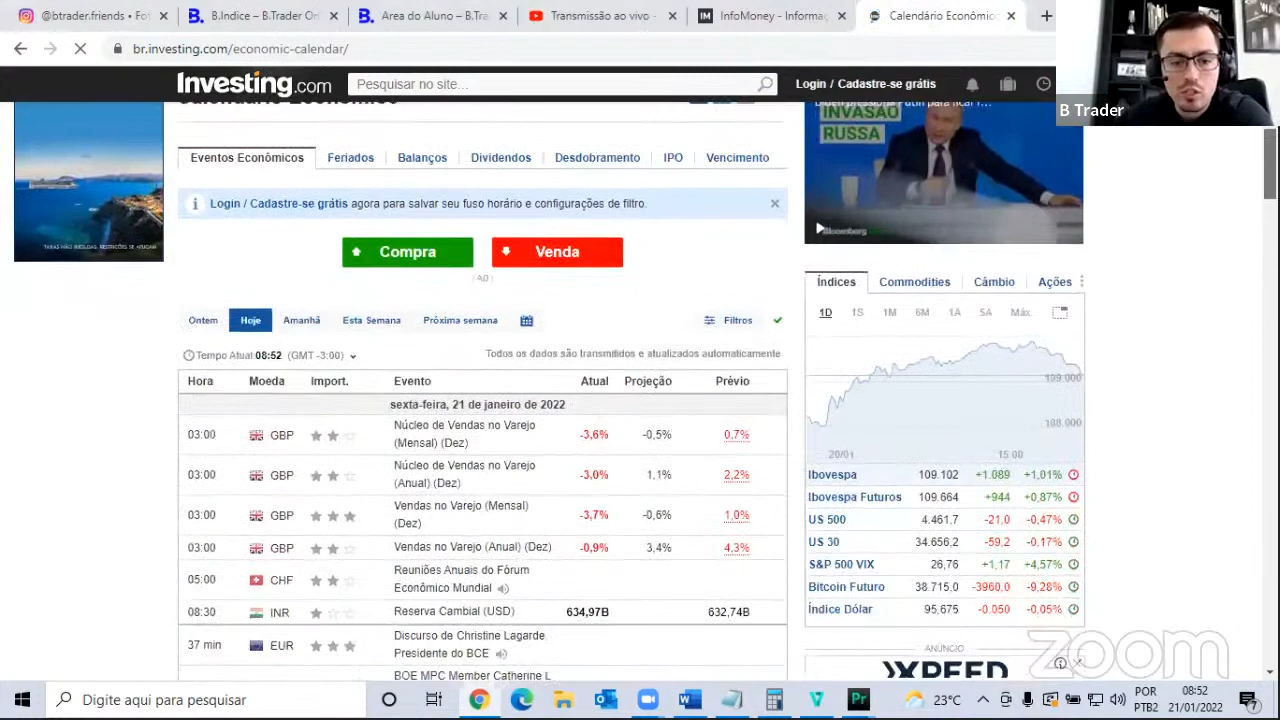 @btrader.friends • Fot
B.Indice – B.Trader On
Area do Aluno – B.Trad
Transmissão ao vivo -
InfoMoney - Informaçõ
Calendário Econômic
br.investing.com/economic-calendar/
Investing.com
Pesquisar no site...
Login / Cadastre-se grátis
B Trader
INVASÃO
RUSSA
Bloomberg
Eventos Econômicos Feriados Balanços Dividendos Desdobramento IPO Vencimento
Login / Cadastre-se grátis agora para salvar seu fuso horário e configurações de filtro.
Compra
Venda
Ontem Hoje Amanhã Esta Semana Próxima semana
Filtros
Tempo Atual 08:52 (GMT -3:00)
Todos os dados são transmitidos e atualizados automaticamente
Hora Moeda Import. Evento Atual Projeção Prévio
sexta-feira, 21 de janeiro de 2022
03:00 GBP Núcleo de Vendas no Varejo -3,6% -0,5% 0,7%
(Mensal) (Dez)
03:00 GBP Núcleo de Vendas no Varejo -3,0% 1,1% 2,2%
(Anual) (Dez)
03:00 GBP Vendas no Varejo (Mensal) -3,7% -0,6% 1,0%
(Dez)
03:00 GBP Vendas no Varejo (Anual) (Dez) -0,9% 3,4% 4,3%
05:00 CHF Reuniões Anuais do Fórum
Econômico Mundial
08:30 INR Reserva Cambial (USD) 634,97B 632,74B
37 min EUR Discurso de Christine Lagarde,
Presidente do BCE
BOE MPC Member Catherine L
Índices Commodities Câmbio Ações
1D 1S 1M 6M 1A 5A Máx.
109.000
108.000
20/01 15:00
Ibovespa 109.102 +1.089 +1,01%
Ibovespa Futuros 109.664 +944 +0,87%
US 500 4.461,7 -21,0 -0,47%
US 30 34.656,2 -59,2 -0,17%
S&P 500 VIX 26,76 +1,17 +4,57%
Bitcoin Futuro 38.715,0 -3960,0 -9,28%
Índice Dólar 95,675 -0,050 -0,05%
ANÚNCIO
XPEED
zoom
Digite aqui para pesquisar
23°C
POR
PTB2
08:52
21/01/2022
7